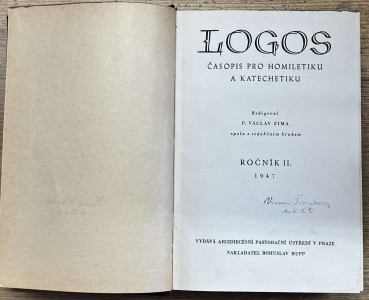 LOGOS
ČASOPIS PRO HOMILETIKU
A KATECHETIKU
Redigoval
P. VÁCLAV ZIMA
spolu s redakčním kruhem
ROČNÍK II.
1947
VYDÁVÁ ARCIDIECÉSNÍ PASTORAČNÍ ÚSTŘEDÍ V PRAZE
NAKLADATEL BOHUSLAV RUPP